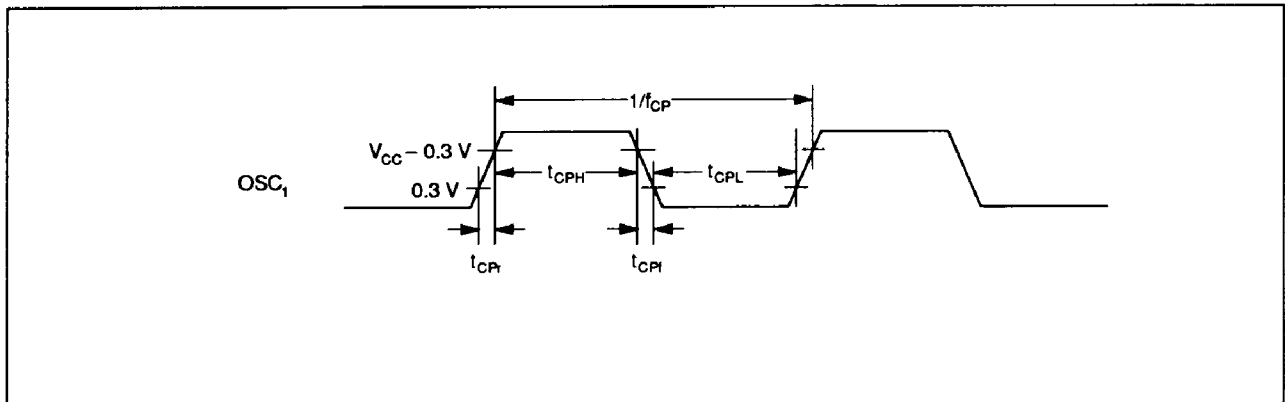 1/fCP
VCC – 0.3 V
tCPH
tCPL
OSC1
0.3 V
tCPr
tCPf